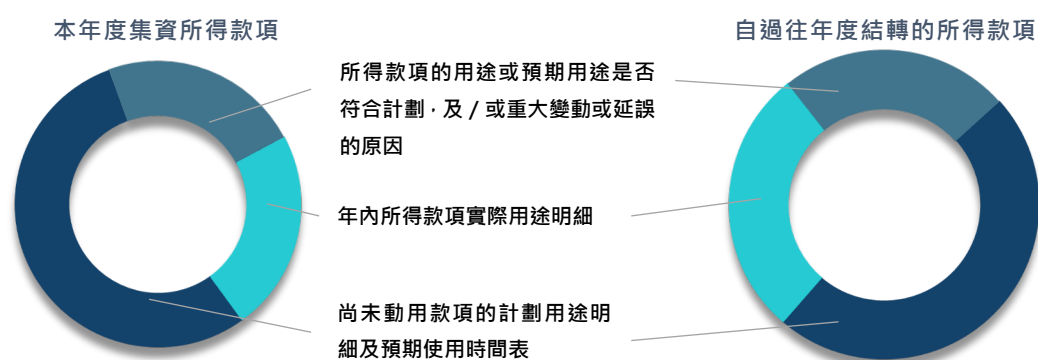 本年度集資所得款項
自過往年度結轉的所得款項
所得款項的用途或預期用途是否
符合計劃，及 / 或重大變動或延誤
的原因
年內所得款項實際用途明細
尚未動用款項的計劃用途明
細及預期使用時間表